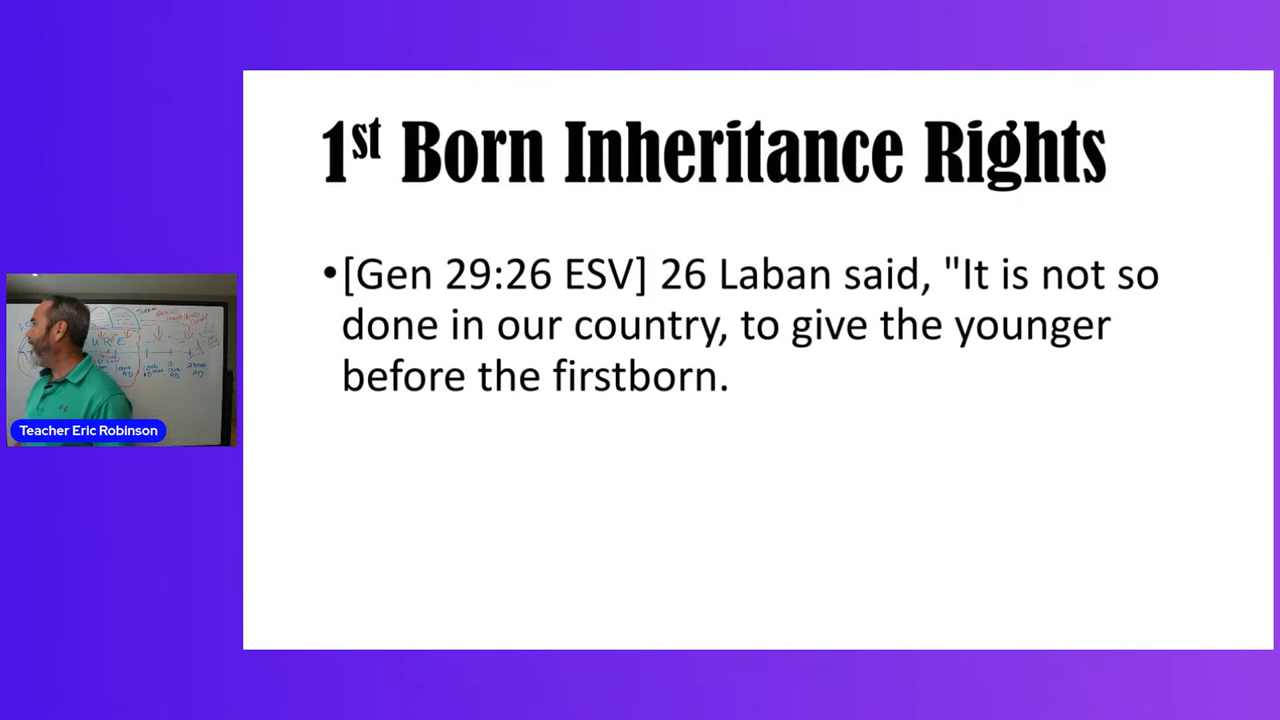 1st Born Inheritance Rights
•[Gen 29:26 ESV] 26 Laban said, "It is not so
done in our country, to give the younger
before the firstborn.
U R E
Teacher Eric Robinson